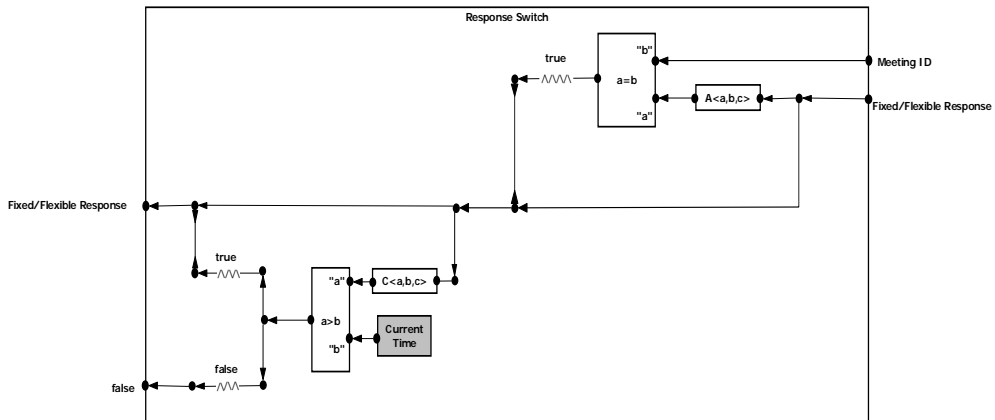 Response Switch
"b"
true
Meeting ID
a=b
A<a,b,c>
Fixed/Flexible Response
"a"
Fixed/Flexible Response
true
"a"
C<a,b,c>
a>b
Current
Time
"b"
false
false